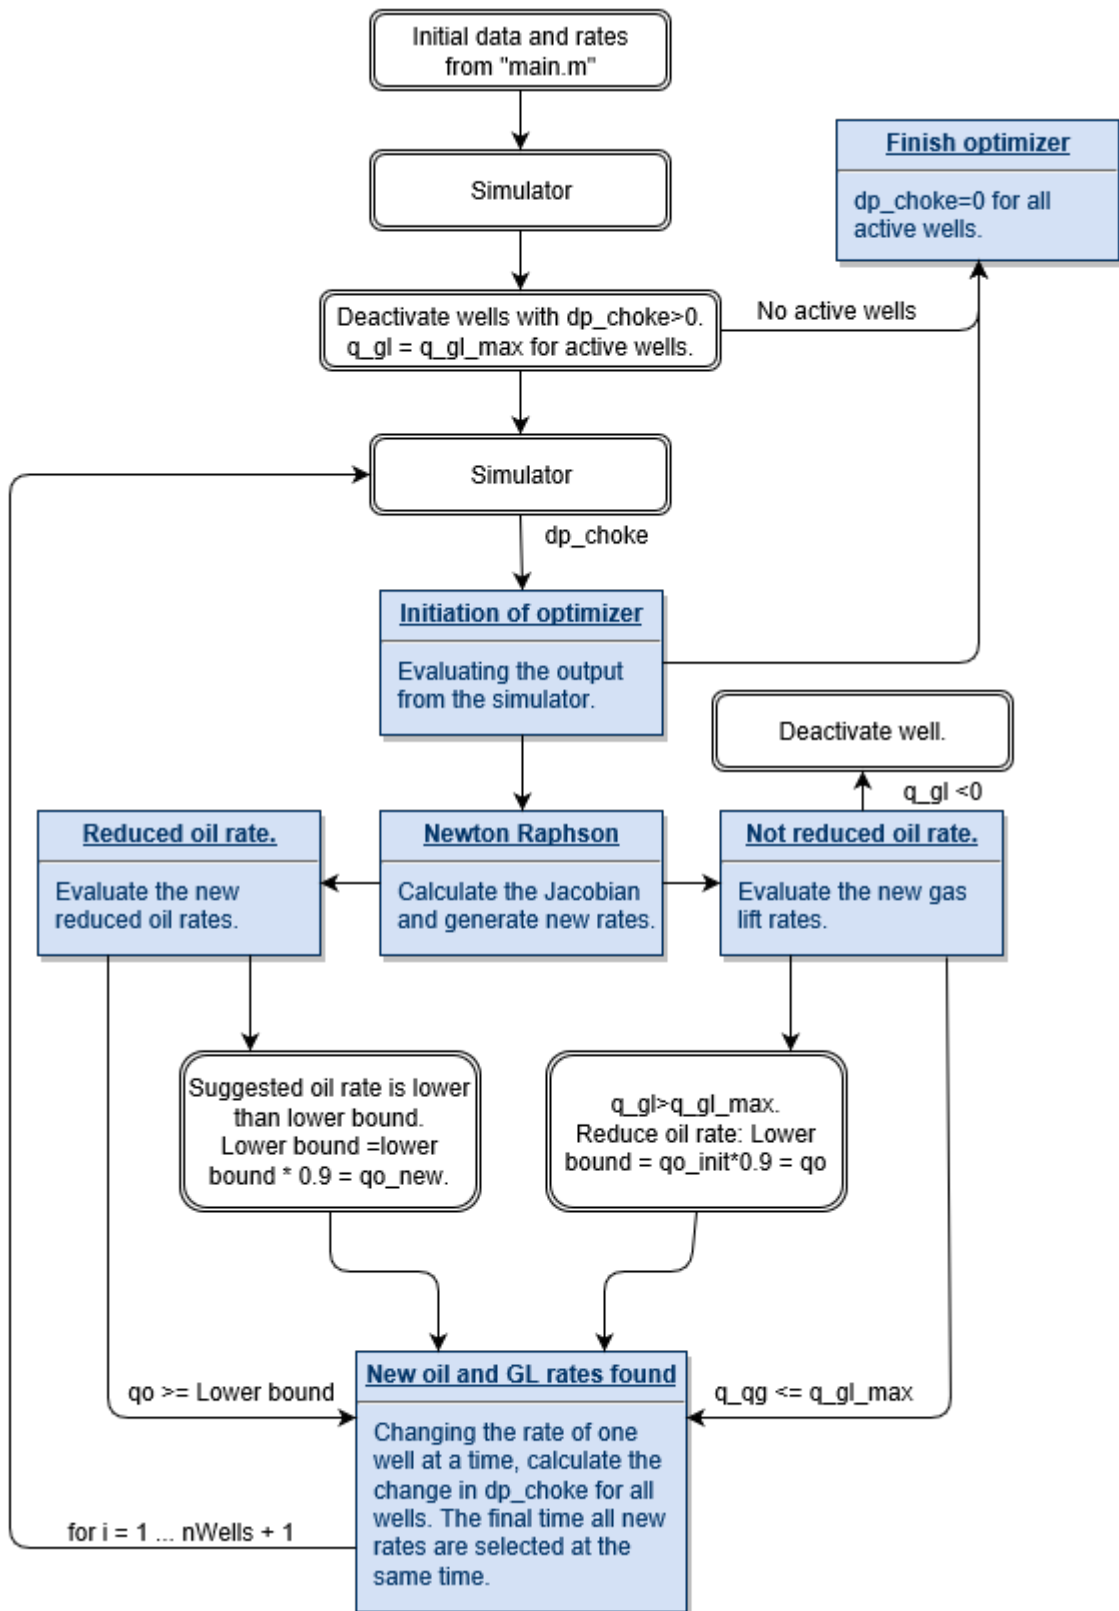 Initial data and rates
from "main.m"
Finish optimizer
dp_choke=0 for all
active wells.
Simulator
Deactivate wells with dp_choke>0.
q_gl = q_gl_max for active wells.
No active wells
Simulator
dp_choke
Initiation of optimizer
Evaluating the output
from the simulator.
Deactivate well.
q_gl <0
Reduced oil rate.
Evaluate the new
reduced oil rates.
Newton Raphson
Calculate the Jacobian
and generate new rates.
Not reduced oil rate.
Evaluate the new gas
lift rates.
Suggested oil rate is lower
than lower bound.
Lower bound =lower
bound * 0.9 = qo_new.
q_gl>q_gl_max.
Reduce oil rate: Lower
bound = qo_init*0.9 = qo
New oil and GL rates found
qo >= Lower bound
q_qg <= q_gl_max
Changing the rate of one
well at a time, calculate the
change in dp_choke for all
wells. The final time all new
rates are selected at the
same time.
for i = 1 ... nWells + 1